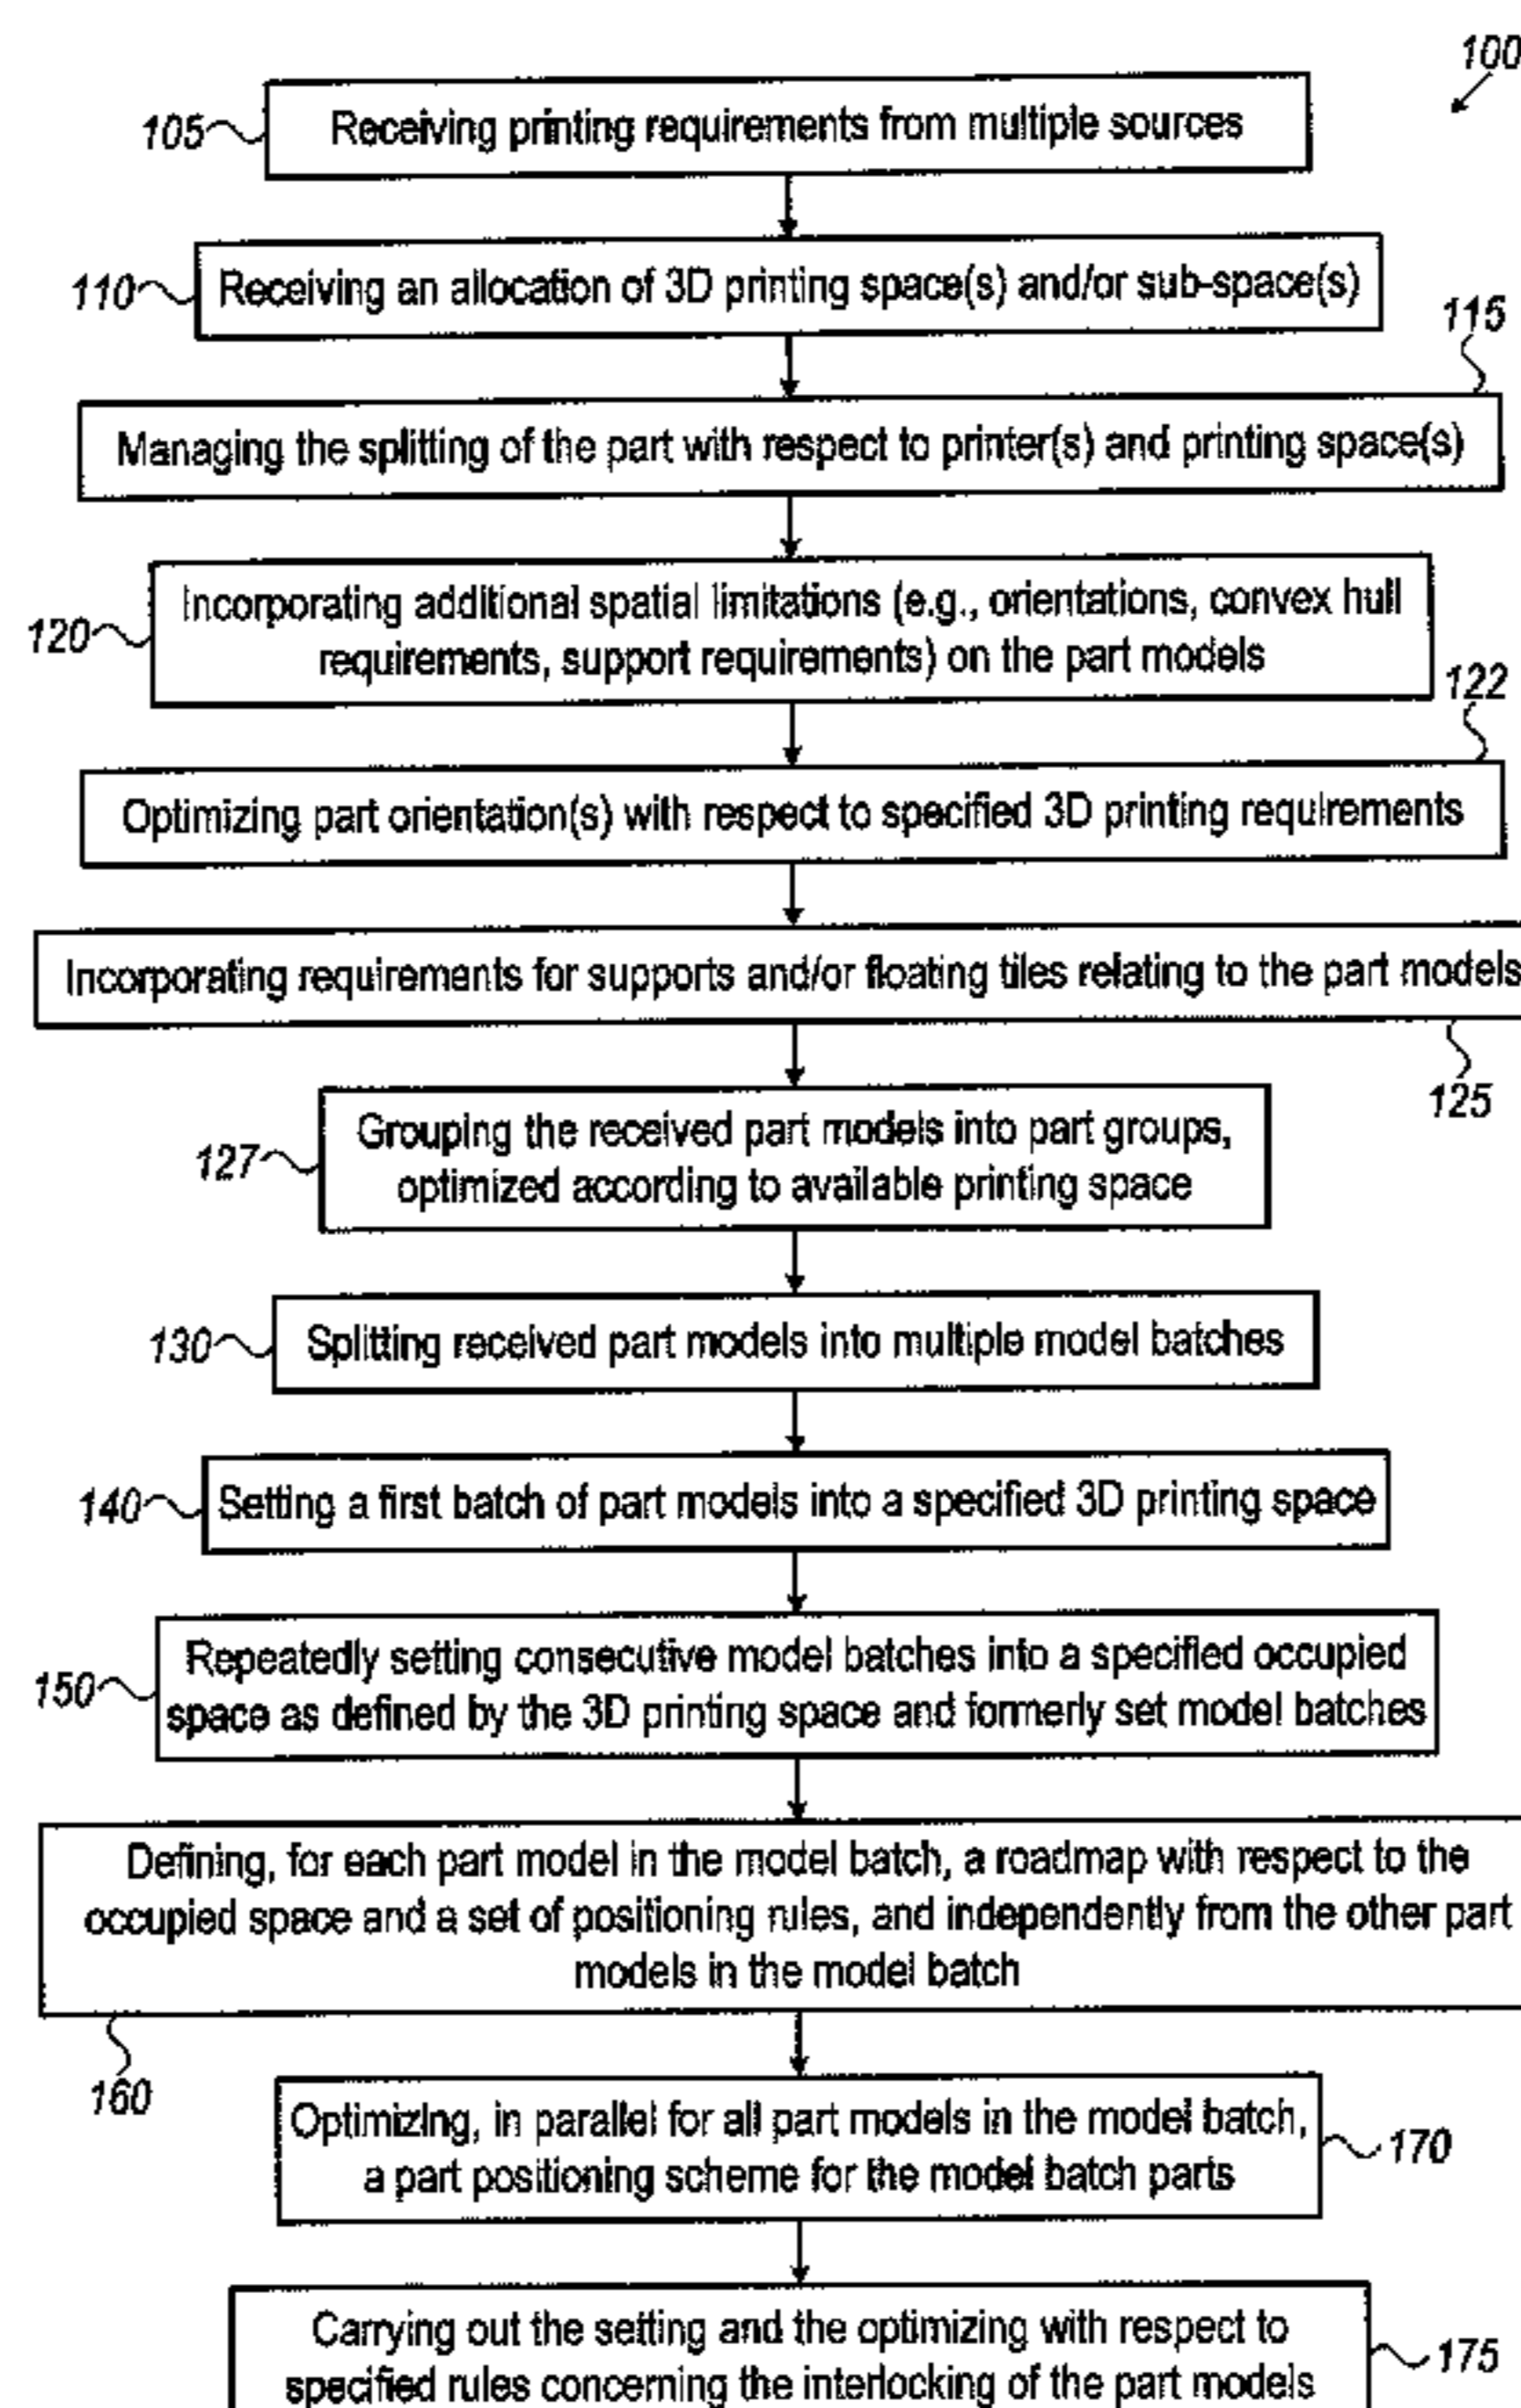 100
105
Receiving printing requirements from multiple sources
110
Receiving an allocation of 3D printing space(s) and/or sub-space(s)
115
Managing the splitting of the part with respect to printer(s) and printing space(s)
120
Incorporating additional spatial limitations (e.g., orientations, convex hull
requirements, support requirements) on the part models
122
Optimizing part orientation(s) with respect to specified 3D printing requirements
Incorporating requirements for supports and/or floating tiles relating to the part models
125
127
Grouping the received part models into part groups,
optimized according to available printing space
130
Splitting received part models into multiple model batches
140
Setting a first batch of part models into a specified 3D printing space
150
Repeatedly setting consecutive model batches into a specified occupied
space as defined by the 3D printing space and formerly set model batches
Defining, for each part model in the model batch, a roadmap with respect to the
occupied space and a set of positioning rules, and independently from the other part
models in the model batch
160
Optimizing, in parallel for all part models in the model batch,
a part positioning scheme for the model batch parts
170
Carrying out the setting and the optimizing with respect to
specified rules concerning the interlocking of the part models
175